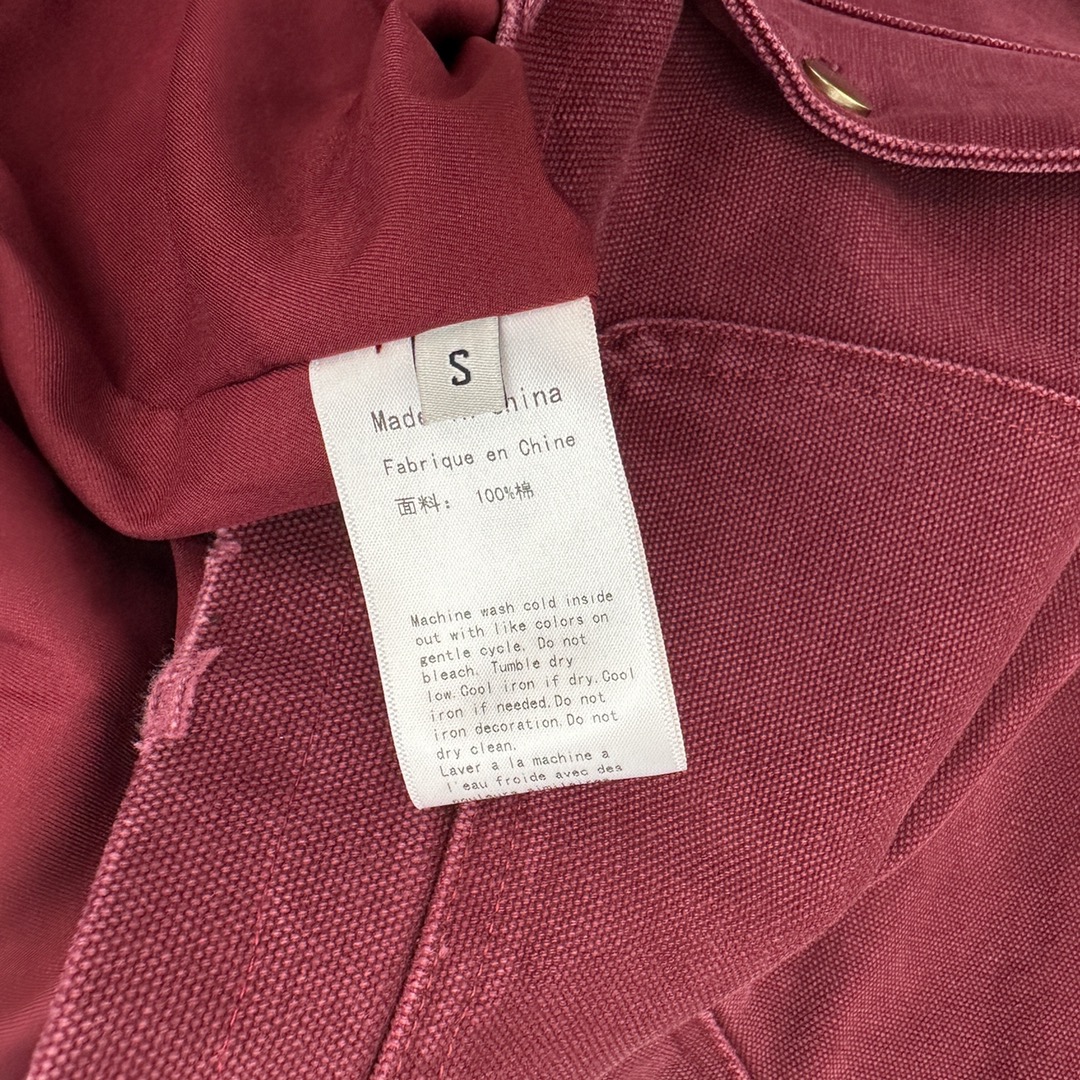 S
Made in China
Fabrique en Chine
面料: 100%棉
Machine wash cold inside
out with like colors on
gentle cycle. Do not
bleach. Tumble dry
low.Cool iron if dry.Cool
iron if needed.Do not
iron decoration.Do not
dry clean.
Laver a la machine a
l'eau froide avec des